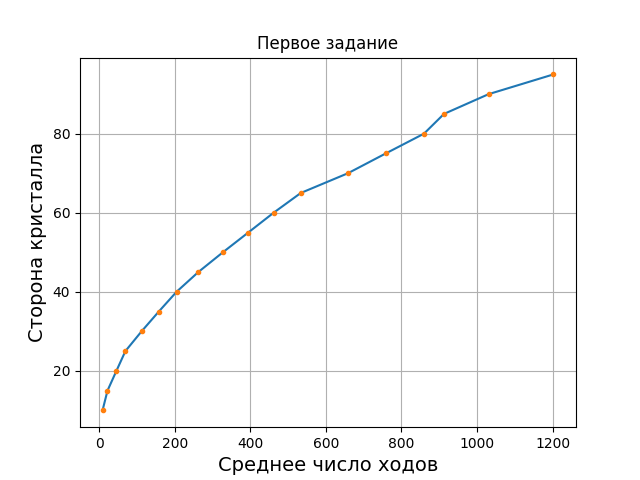 Первое задание
Сторона кристалла
80
60
40
20
0 200 400 600 800 1000 1200
Среднее число ходов